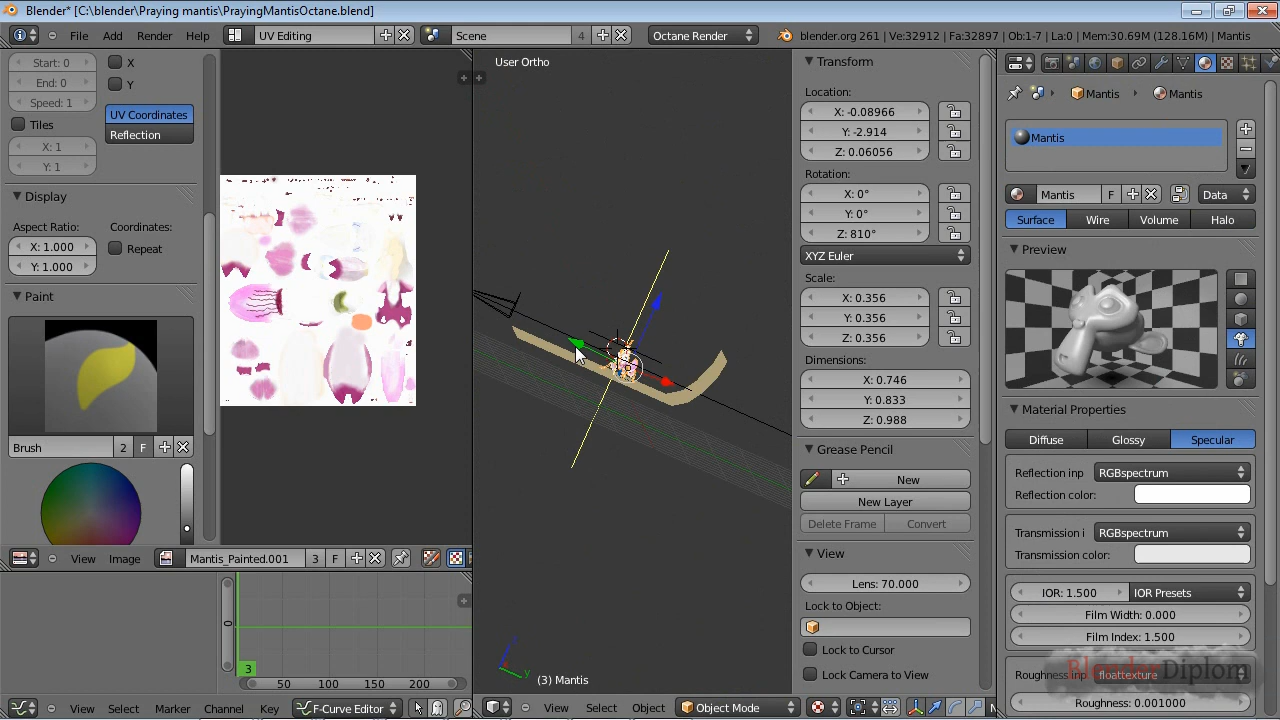 Blender* [C:\blender\Praying mantis\PrayingMantisOctane.blend]
File Add Render Help UV Editing Scene 4 Octane Render blender.org 261 | Ve:32912 | Fa:32897 | Ob:1-7 | La:0 | Mem:30.69M (128.16M) | Mantis
Start: 0
End: 0
Speed: 1
Tiles
X: 1
Y: 1
X
Y
UV Coordinates
Reflection
Display
Aspect Ratio:
X: 1.000
Y: 1.000
Coordinates:
Repeat
Paint
Brush 2 F
View Image Mantis_Painted.001 3 F
0
3
50 100 150 200
View Select Marker Channel Key F-Curve Editor
User Ortho
y
(3) Mantis
View Select Object Object Mode
Transform
Location:
X: -0.08966
Y: -2.914
Z: 0.06056
Rotation:
X: 0°
Y: 0°
Z: 810°
XYZ Euler
Scale:
X: 0.356
Y: 0.356
Z: 0.356
Dimensions:
X: 0.746
Y: 0.833
Z: 0.988
Grease Pencil
New
New Layer
Delete Frame Convert
View
Lens: 70.000
Lock to Object:
Lock to Cursor
Lock Camera to View
Mantis Mantis
Mantis
Mantis F Data
Surface Wire Volume Halo
Preview
Material Properties
Diffuse Glossy Specular
Reflection inp RGBspectrum
Reflection color:
Transmission i RGBspectrum
Transmission color:
IOR: 1.500 IOR Presets
Film Width: 0.000
Film Index: 1.500
Roughness inp floattexture
BlenderDiplom
Roughness: 0.001000